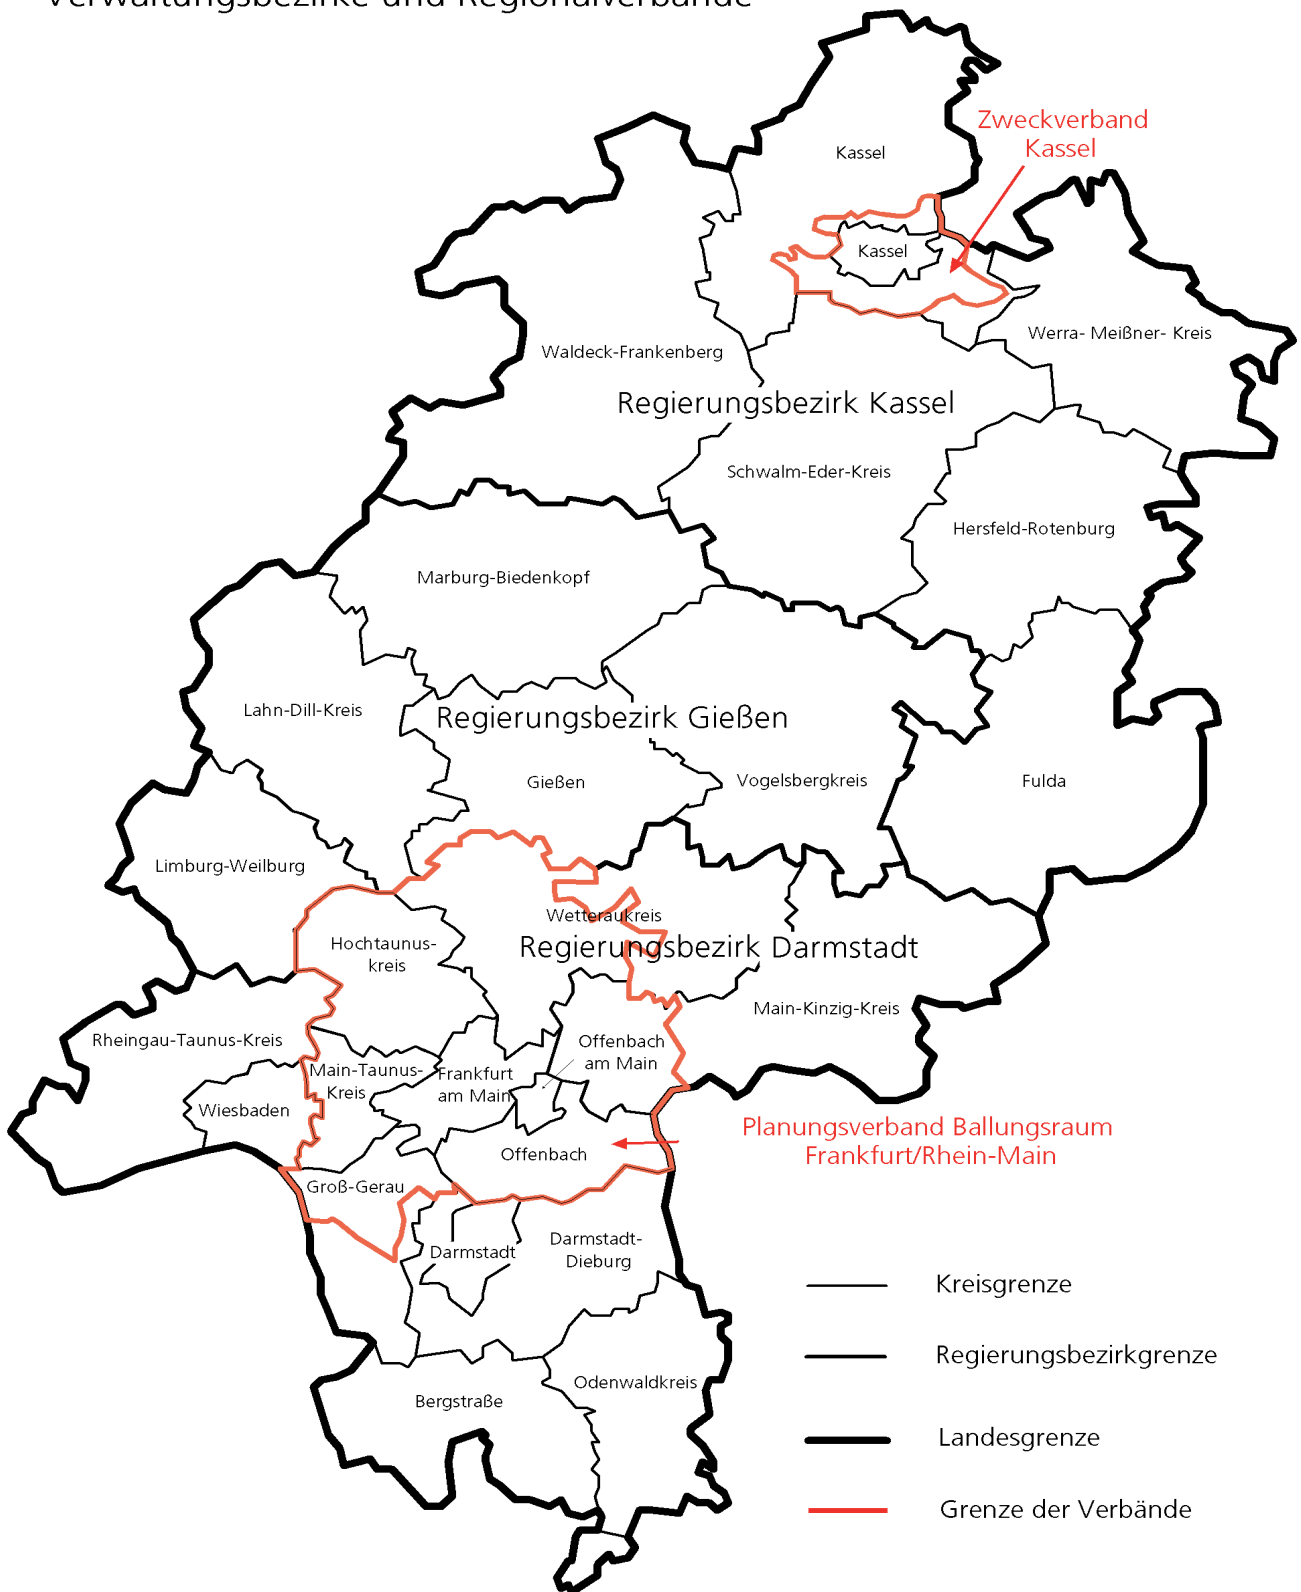 Verwaltungsbezirke und Regionalverbände
Zweckverband
Kassel
Kassel
Kassel
Werra- Meißner- Kreis
Waldeck-Frankenberg
Regierungsbezirk Kassel
Schwalm-Eder-Kreis
Hersfeld-Rotenburg
Marburg-Biedenkopf
Lahn-Dill-Kreis
Regierungsbezirk Gießen
Gießen
Vogelsbergkreis
Fulda
Limburg-Weilburg
Wetteraukreis
Hochtaunus-
kreis
Regierungsbezirk Darmstadt
Main-Kinzig-Kreis
Rheingau-Taunus-Kreis
Offenbach
am Main
Main-Taunus-
Kreis
Frankfurt
am Main
Wiesbaden
Planungsverband Ballungsraum
Frankfurt/Rhein-Main
Offenbach
Groß-Gerau
Darmstadt
Darmstadt-
Dieburg
Kreisgrenze
Regierungsbezirkgrenze
Odenwaldkreis
Bergstraße
Landesgrenze
Grenze der Verbände